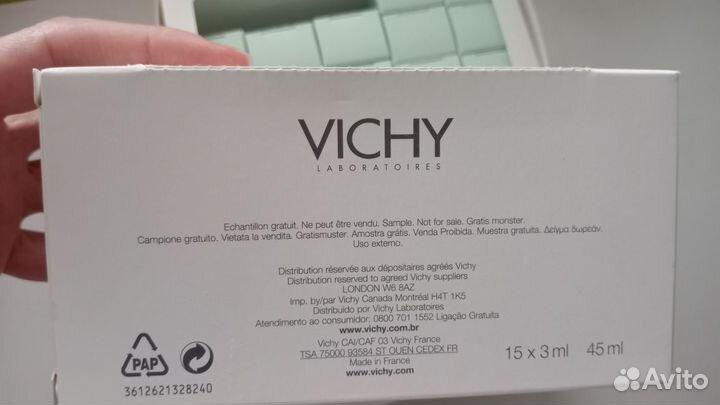 VICHY
LABORATOIRES
Echantillon gratuit. Ne peut être vendu. Sample. Not for sale. Gratis monster.
Campione gratuito. Vietata la vendita. Gratismuster. Amostra grátis. Venda Proibida. Muestra gratuita. Δείγμα δωρεάν.
Uso externo.
Distribution réservée aux dépositaires agréés Vichy
Distribution reserved to agreed Vichy suppliers
LONDON W6 8AZ
Imp. by/par Vichy Canada Montréal H4T 1K5
Distribuido por Vichy Laboratoires
Atendimento ao consumidor: 0800 701 1552 Ligação Gratuita
www.vichy.com.br
Vichy CAI/CAF 03 Vichy France
TSA 75000 93584 ST OUEN CEDEX FR
Made in France
www.vichy.com
PAP
3612621328240
15 x 3 ml 45 ml
Avito